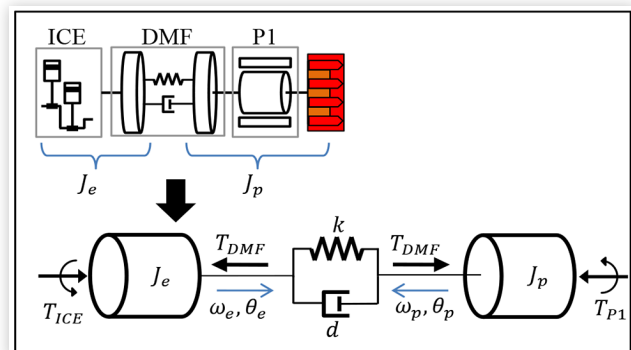 ICE DMF P1
J_e J_p
k
T_DMF T_DMF
J_e J_p
T_ICE ω_e, θ_e d ω_p, θ_p T_P1